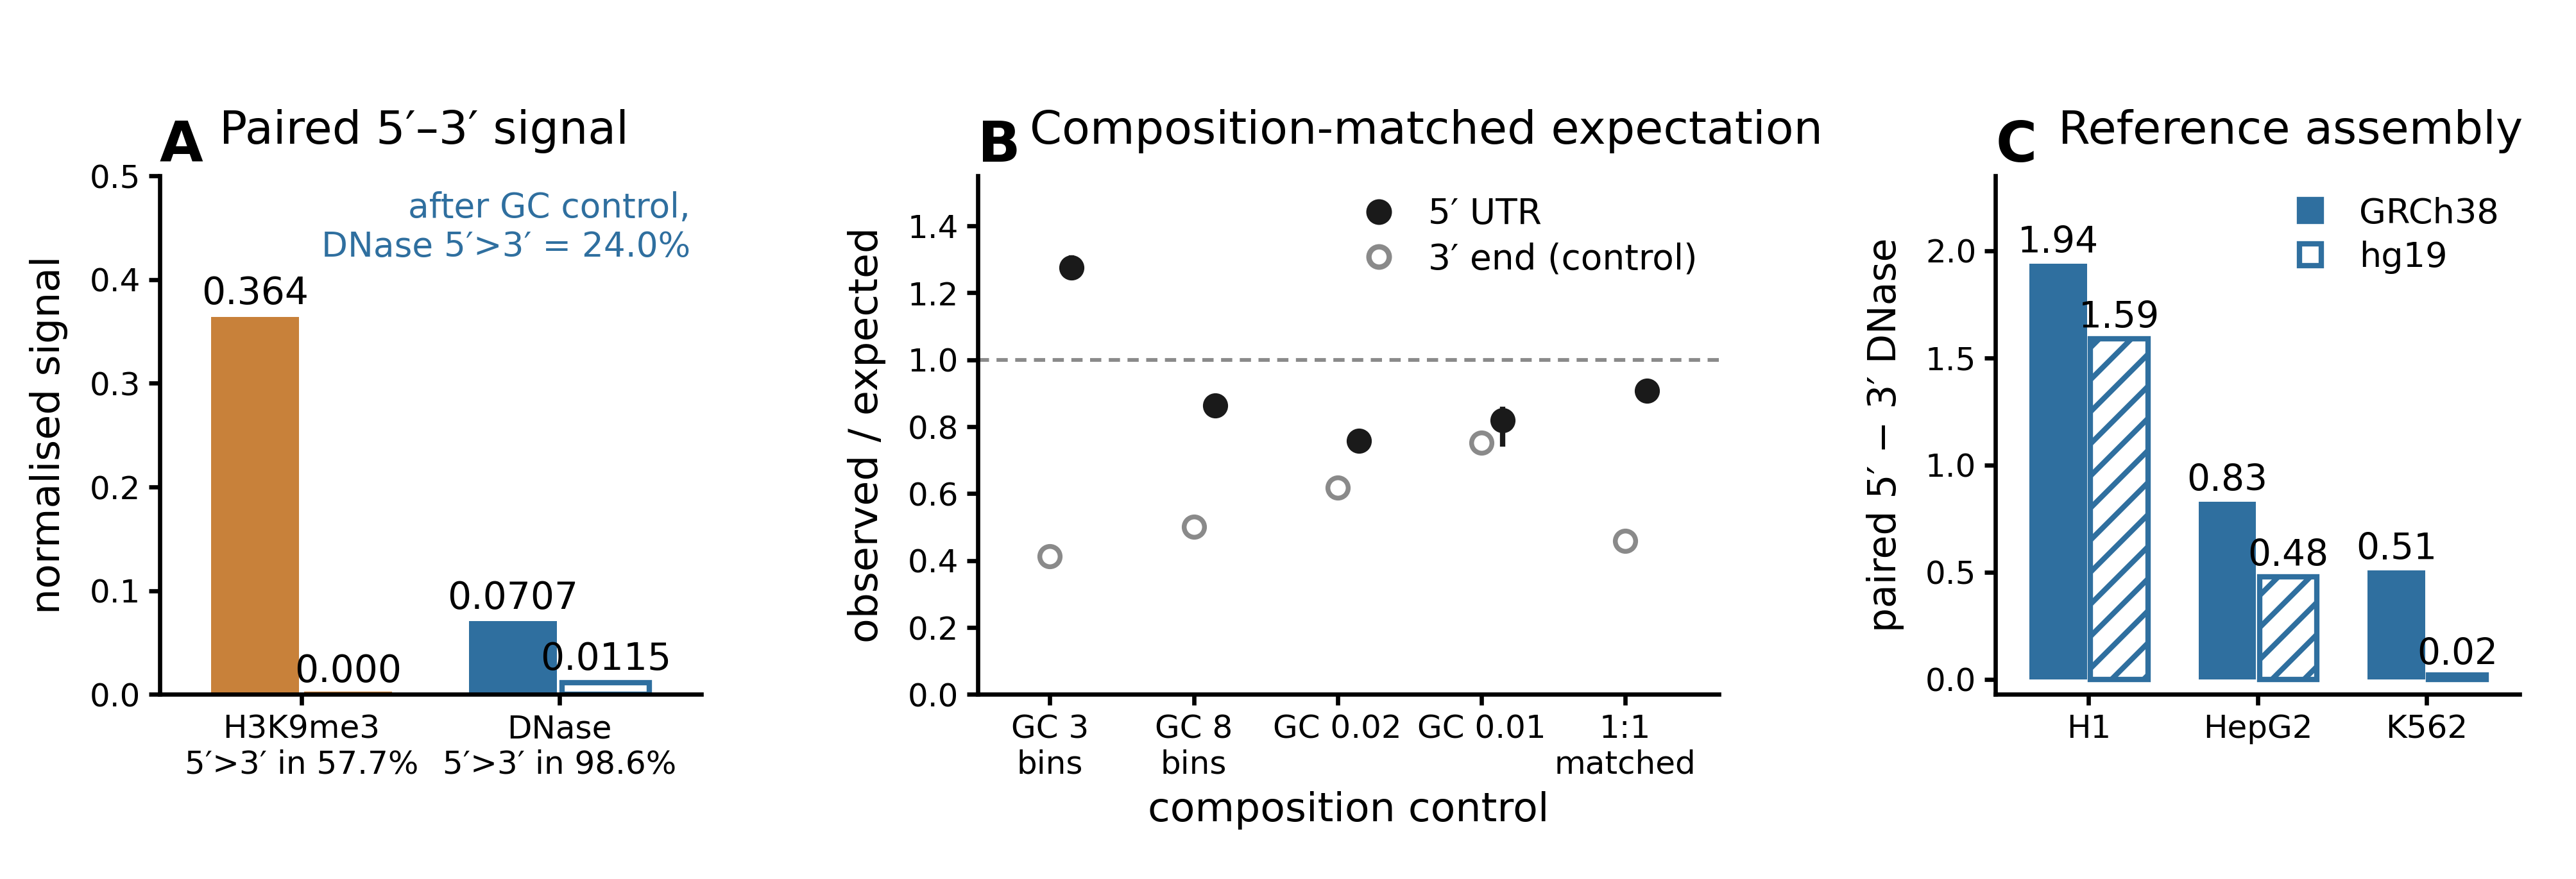 A Paired 5′–3′ signal
normalised signal
0.5
0.4
0.3
0.2
0.1
0.0
after GC control,
DNase 5′>3′ = 24.0%
0.364
0.000
0.0707
0.0115
H3K9me3
5′>3′ in 57.7%
DNase
5′>3′ in 98.6%
B Composition-matched expectation
observed / expected
1.4
1.2
1.0
0.8
0.6
0.4
0.2
0.0
5′ UTR
3′ end (control)
GC 3
bins
GC 8
bins
GC 0.02
GC 0.01
1:1
matched
composition control
C Reference assembly
paired 5′ − 3′ DNase
2.0
1.5
1.0
0.5
0.0
GRCh38
hg19
1.94
1.59
0.83
0.48
0.51
0.02
H1
HepG2
K562